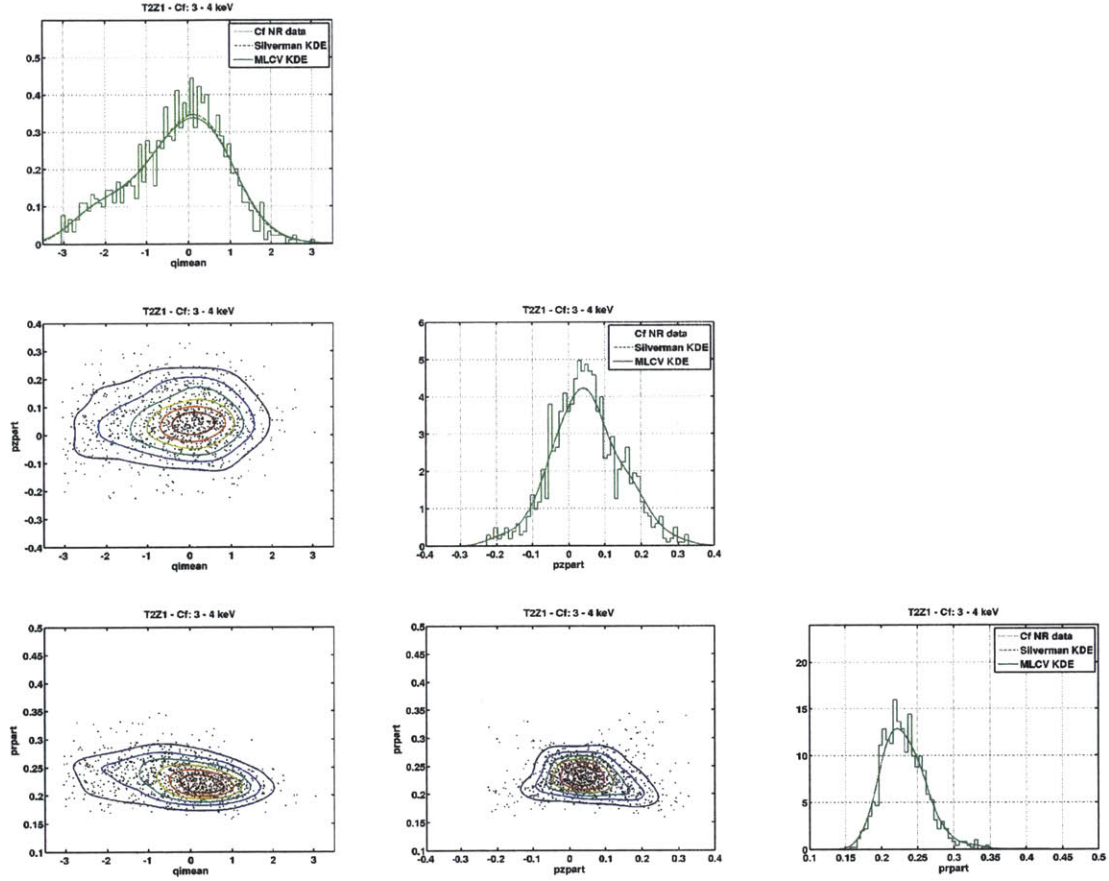 T2Z1 - Cf: 3 - 4 keV
Cf NR data
Silverman KDE
MLCV KDE
0.5
0.4
0.3
0.2
0.1
0
-3 -2 -1 0 1 2 3
qimean
T2Z1 - Cf: 3 - 4 keV
0.4
0.3
0.2
0.1
0
-0.1
-0.2
-0.3
-0.4
pzpart
-3 -2 -1 0 1 2 3
qimean
T2Z1 - Cf: 3 - 4 keV
Cf NR data
Silverman KDE
MLCV KDE
6
5
4
3
2
1
0
-0.4 -0.3 -0.2 -0.1 0 0.1 0.2 0.3 0.4
pzpart
T2Z1 - Cf: 3 - 4 keV
0.5
0.45
0.4
0.35
0.3
0.25
0.2
0.15
0.1
prpart
-3 -2 -1 0 1 2 3
qimean
T2Z1 - Cf: 3 - 4 keV
0.5
0.45
0.4
0.35
0.3
0.25
0.2
0.15
0.1
prpart
-0.4 -0.3 -0.2 -0.1 0 0.1 0.2 0.3 0.4
pzpart
T2Z1 - Cf: 3 - 4 keV
Cf NR data
Silverman KDE
MLCV KDE
20
15
10
5
0
0.1 0.15 0.2 0.25 0.3 0.35 0.4 0.45 0.5
prpart